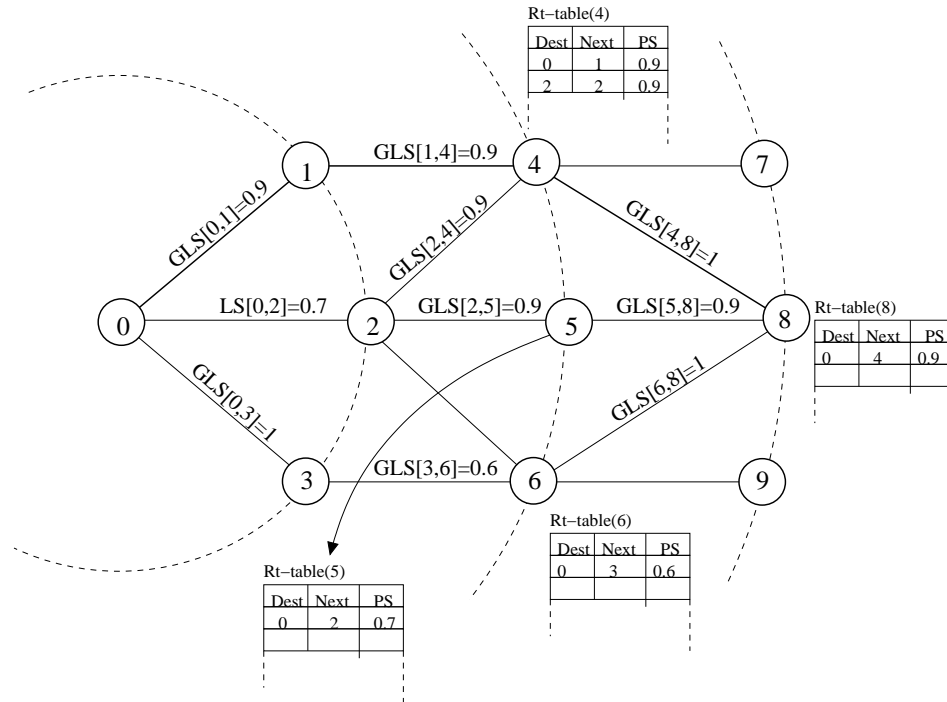 Rt-table(4)
Dest Next PS
0 1 0.9
2 2 0.9
GLS[1,4]=0.9
1
4
7
GLS[0,1]=0.9
GLS[2,4]=0.9
GLS[4,8]=1
LS[0,2]=0.7
GLS[2,5]=0.9
GLS[5,8]=0.9
0
2
5
8
Rt-table(8)
Dest Next PS
0 4 0.9
GLS[0,3]=1
GLS[6,8]=1
GLS[3,6]=0.6
3
6
9
Rt-table(6)
Dest Next PS
0 3 0.6
Rt-table(5)
Dest Next PS
0 2 0.7